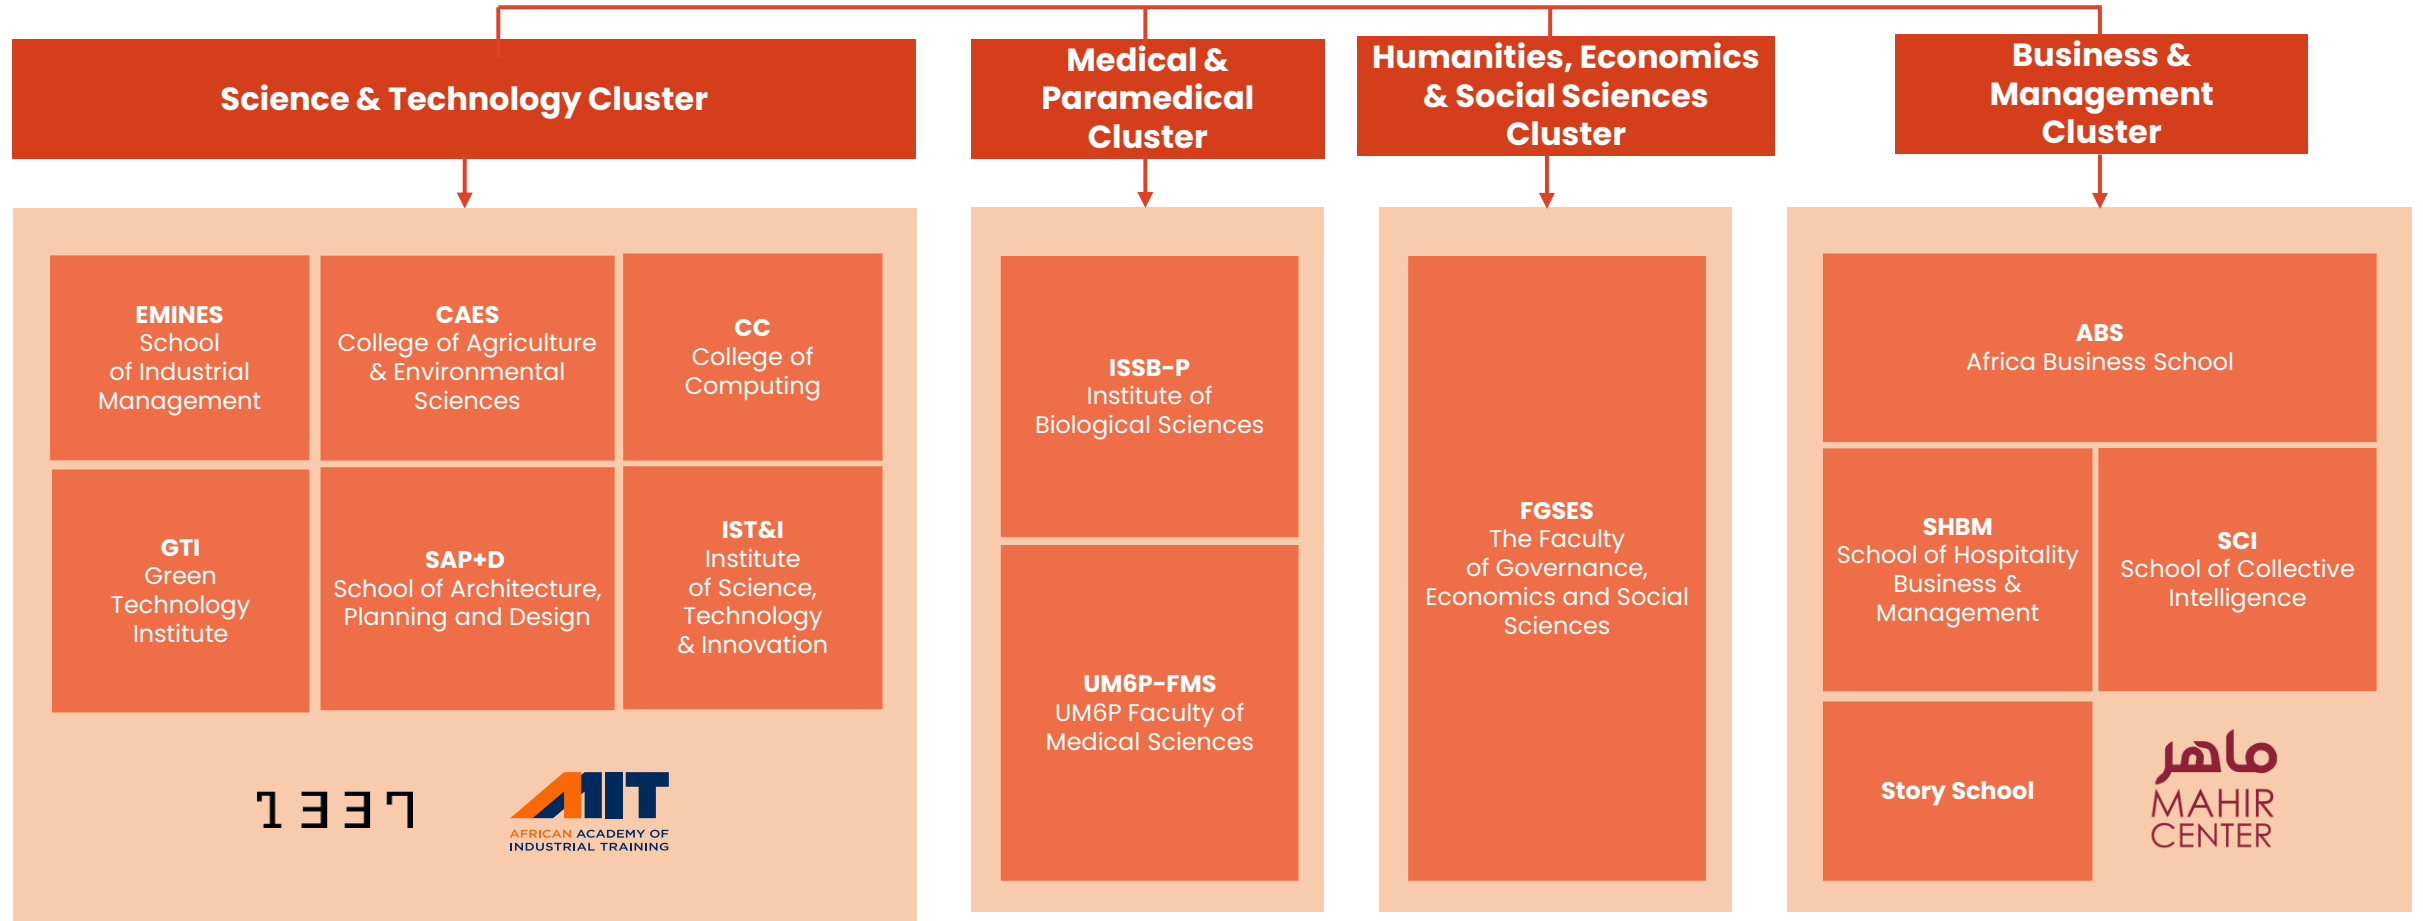 Science & Technology Cluster
Medical &
Paramedical
Cluster
Humanities, Economics
& Social Sciences
Cluster
Business &
Management
Cluster
EMINES
School
of Industrial
Management
CAES
College of Agriculture
& Environmental
Sciences
CC
College of
Computing
GTI
Green
Technology
Institute
SAP+D
School of Architecture,
Planning and Design
IST&I
Institute
of Science,
Technology
& Innovation
1337
AAIT
AFRICAN ACADEMY OF
INDUSTRIAL TRAINING
ISSB-P
Institute of
Biological Sciences
UM6P-FMS
UM6P Faculty of
Medical Sciences
FGSES
The Faculty
of Governance,
Economics and Social
Sciences
ABS
Africa Business School
SHBM
School of Hospitality
Business &
Management
SCI
School of Collective
Intelligence
Story School
ماهر
MAHIR
CENTER